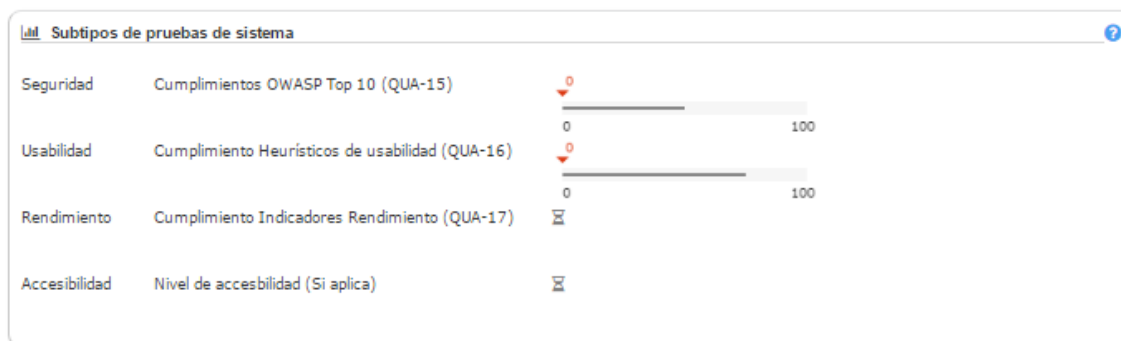 Subtipos de pruebas de sistema
Seguridad Cumplimientos OWASP Top 10 (QUA-15) 0
0 100
Usabilidad Cumplimiento Heurísticos de usabilidad (QUA-16) 0
0 100
Rendimiento Cumplimiento Indicadores Rendimiento (QUA-17)
Accesibilidad Nivel de accesbilidad (Si aplica)